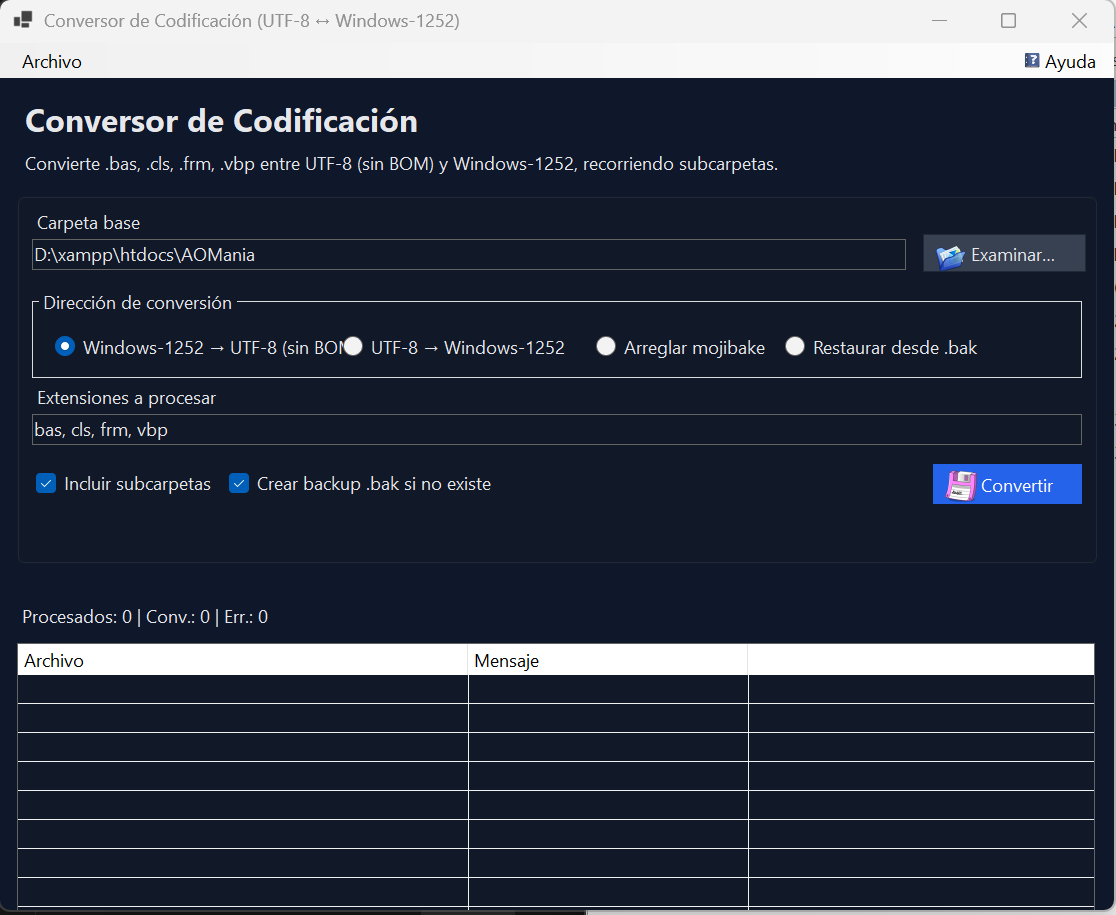 Conversor de Codificación (UTF-8 ↔ Windows-1252)
Archivo
Ayuda
Conversor de Codificación
Convierte .bas, .cls, .frm, .vbp entre UTF-8 (sin BOM) y Windows-1252, recorriendo subcarpetas.
Carpeta base
D:\xampp\htdocs\AOMania
Examinar...
Dirección de conversión
Windows-1252 → UTF-8 (sin BOM
UTF-8 → Windows-1252
Arreglar mojibake
Restaurar desde .bak
Extensiones a procesar
bas, cls, frm, vbp
Incluir subcarpetas
Crear backup .bak si no existe
Convertir
Procesados: 0 | Conv.: 0 | Err.: 0
Archivo
Mensaje